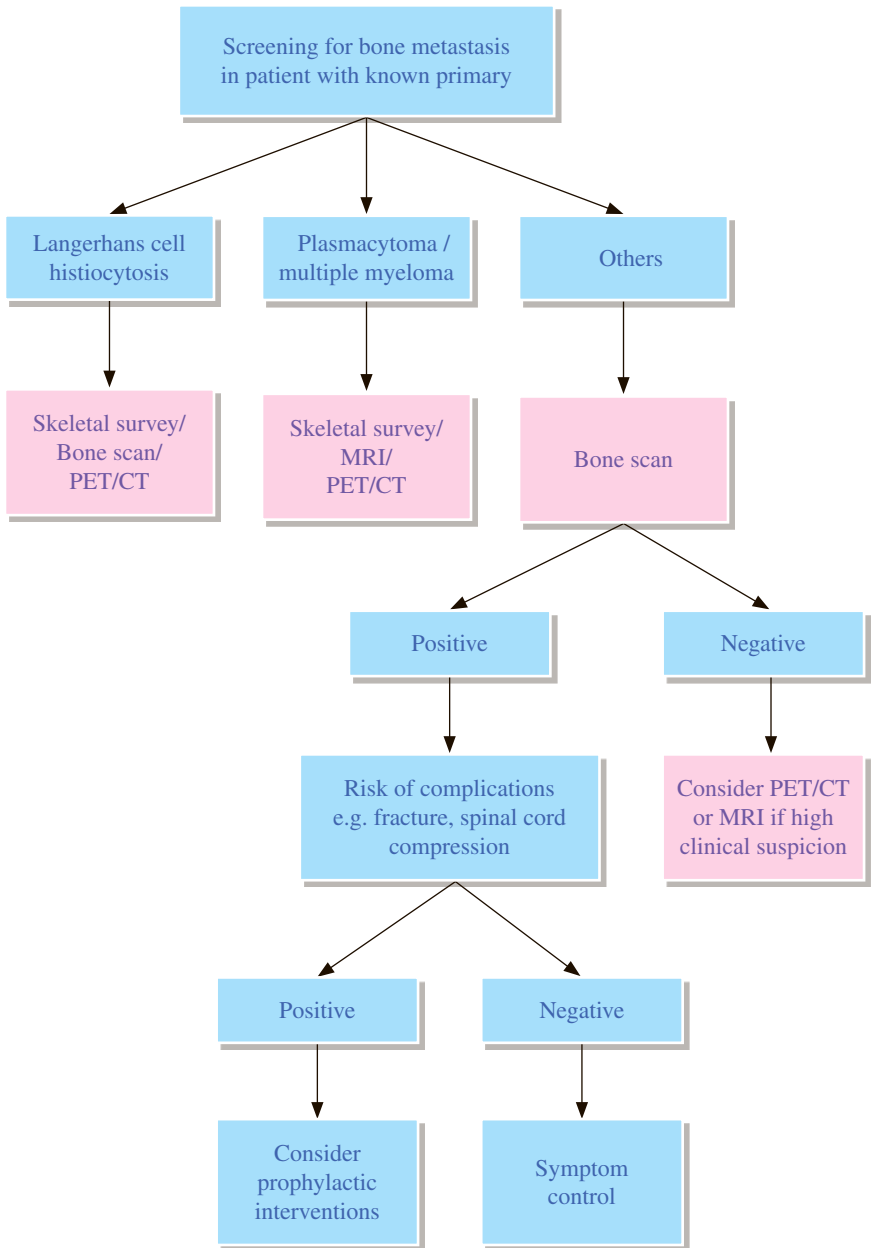 Screening for bone metastasis
in patient with known primary
Langerhans cell
histiocytosis
Plasmacytoma /
multiple myeloma
Others
Skeletal survey/
Bone scan/
PET/CT
Skeletal survey/
MRI/
PET/CT
Bone scan
Positive
Negative
Risk of complications
e.g. fracture, spinal cord
compression
Consider PET/CT
or MRI if high
clinical suspicion
Positive
Negative
Consider
prophylactic
interventions
Symptom
control